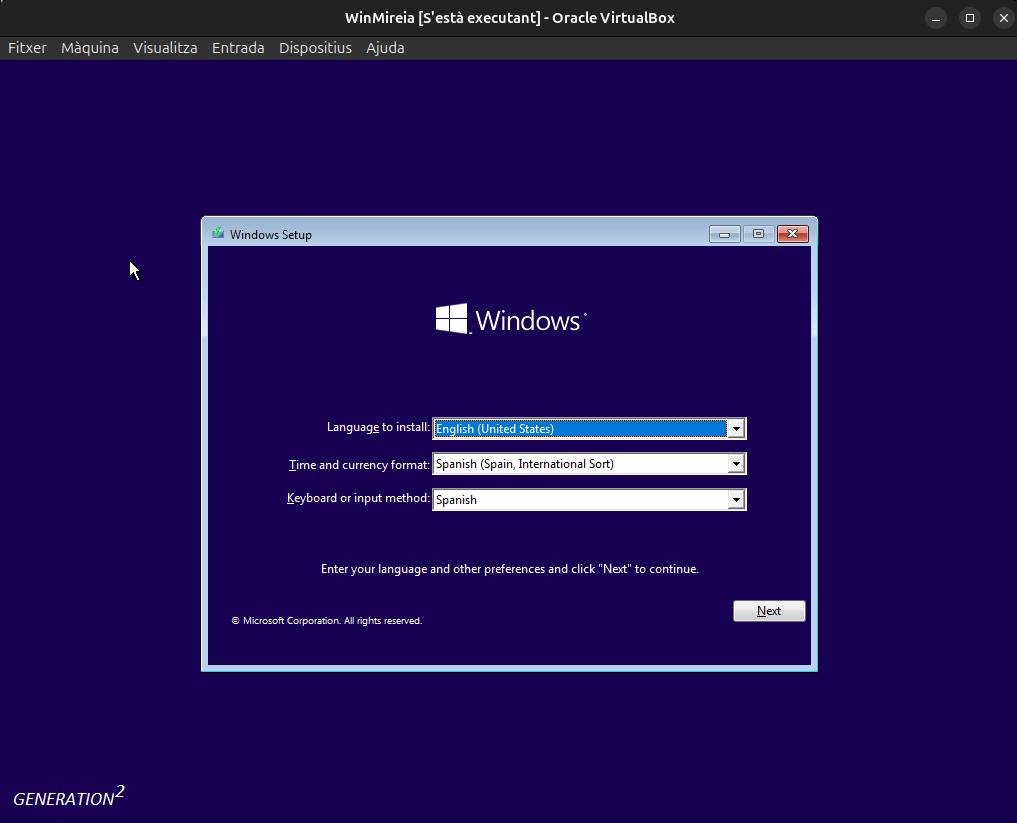 WinMireia [S'està executant] - Oracle VirtualBox
Fitxer Màquina Visualitza Entrada Dispositius Ajuda
Windows Setup
Windows
Language to install: English (United States)
Time and currency format: Spanish (Spain, International Sort)
Keyboard or input method: Spanish
Enter your language and other preferences and click "Next" to continue.
Next
© Microsoft Corporation. All rights reserved.
GENERATION2